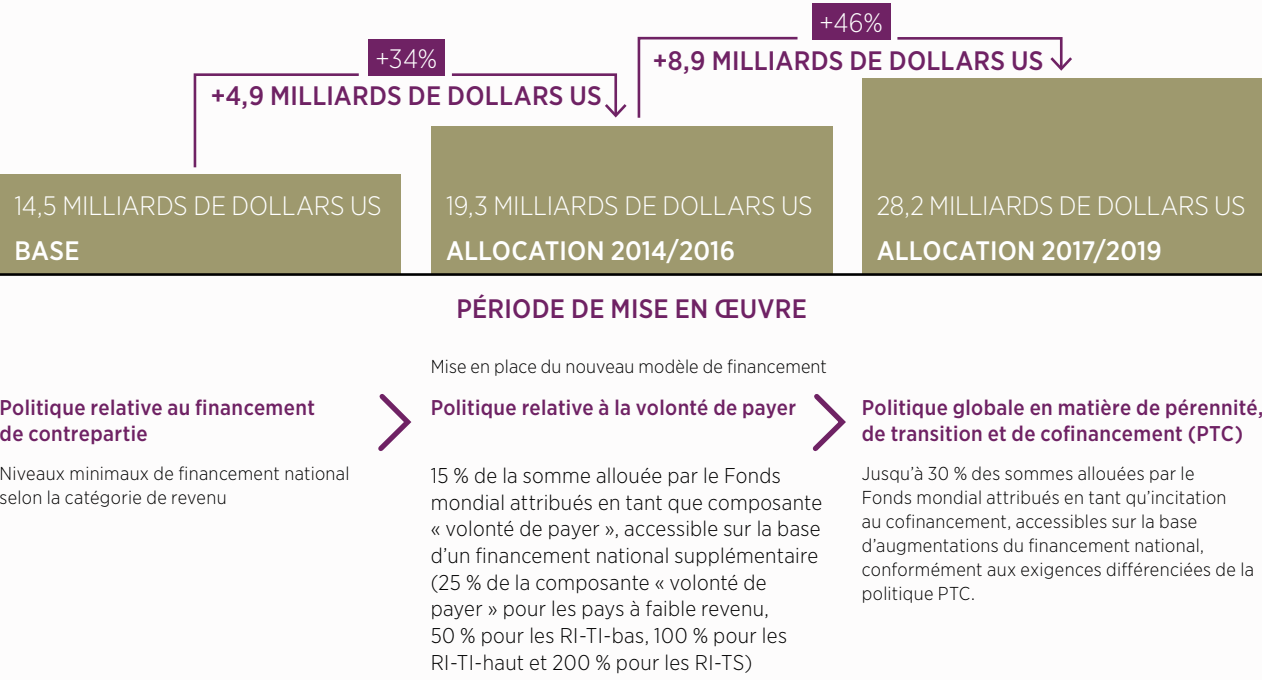 +34%
+4,9 MILLIARDS DE DOLLARS US
+46%
+8,9 MILLIARDS DE DOLLARS US
14,5 MILLIARDS DE DOLLARS US
BASE
19,3 MILLIARDS DE DOLLARS US
ALLOCATION 2014/2016
28,2 MILLIARDS DE DOLLARS US
ALLOCATION 2017/2019
PÉRIODE DE MISE EN ŒUVRE
Politique relative au financement
de contrepartie
Niveaux minimaux de financement national
selon la catégorie de revenu
Mise en place du nouveau modèle de financement
Politique relative à la volonté de payer
15 % de la somme allouée par le Fonds
mondial attribués en tant que composante
« volonté de payer », accessible sur la base
d'un financement national supplémentaire
(25 % de la composante « volonté de
payer » pour les pays à faible revenu,
50 % pour les RI-TI-bas, 100 % pour les
RI-TI-haut et 200 % pour les RI-TS)
Politique globale en matière de pérennité,
de transition et de cofinancement (PTC)
Jusqu'à 30 % des sommes allouées par le
Fonds mondial attribués en tant qu'incitation
au cofinancement, accessibles sur la base
d'augmentations du financement national,
conformément aux exigences différenciées de la
politique PTC.